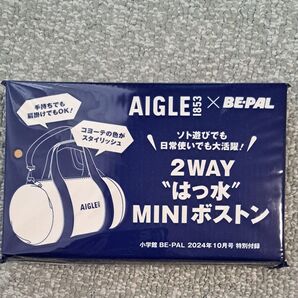 手持ちでも
肩掛けでもOK!
コヨーテの色が
スタイリッシュ
AIGLE 1853 × BE-PAL
ソト遊びでも
日常使いでも大活躍!
2WAY
"はっ水"
MINIボストン
AIGLE
小学館 BE-PAL 2024年10月号 特別付録